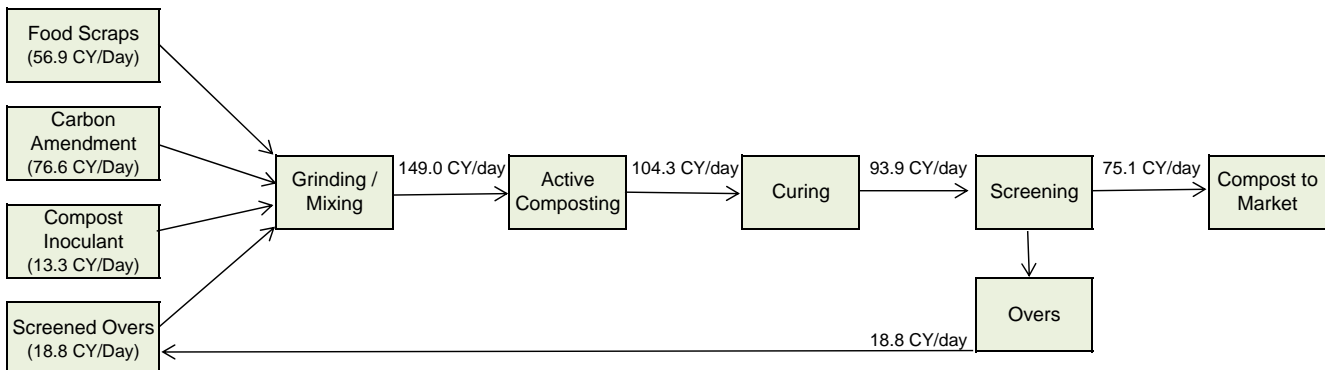 Food Scraps
(56.9 CY/Day)
Carbon
Amendment
(76.6 CY/Day)
Compost
Inoculant
(13.3 CY/Day)
Screened Overs
(18.8 CY/Day)
Grinding /
Mixing
149.0 CY/day
Active
Composting
104.3 CY/day
Curing
93.9 CY/day
Screening
75.1 CY/day
Compost to
Market
Overs
18.8 CY/day